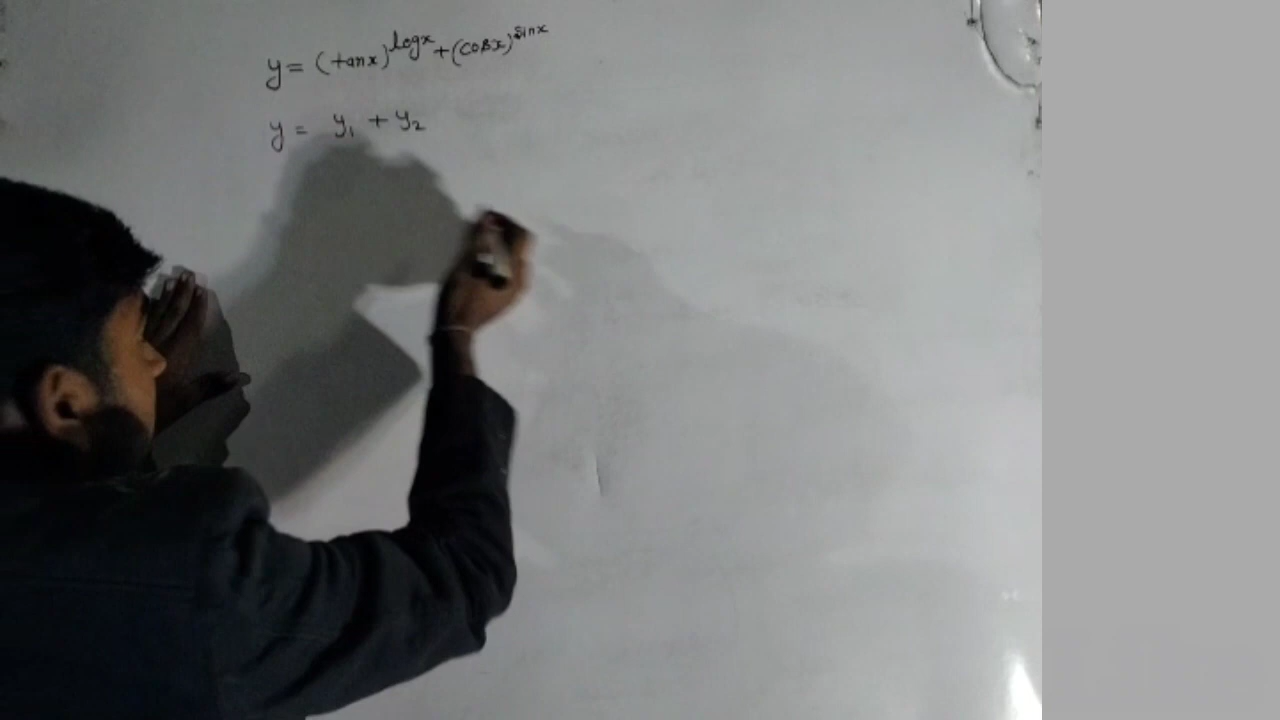 y = (tanx)^logx + (cosx)^sinx
y = y₁ + y₂